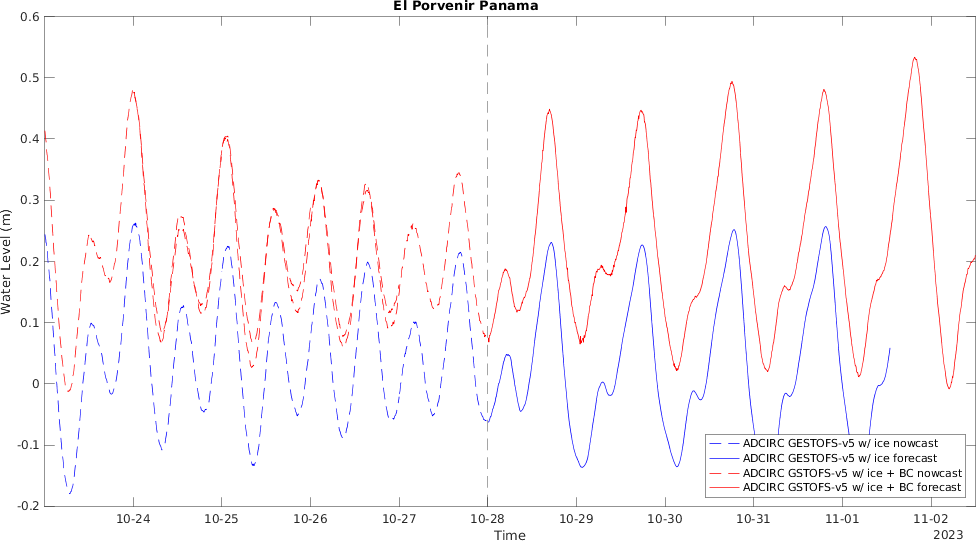 El Porvenir Panama
0.6
0.5
0.4
0.3
0.2
0.1
0
-0.1
-0.2
Water Level (m)
ADCIRC GESTOFS-v5 w/ ice nowcast
ADCIRC GESTOFS-v5 w/ ice forecast
ADCIRC GSTOFS-v5 w/ ice + BC nowcast
ADCIRC GSTOFS-v5 w/ ice + BC forecast
10-24 10-25 10-26 10-27 10-28 10-29 10-30 10-31 11-01 11-02
Time
2023